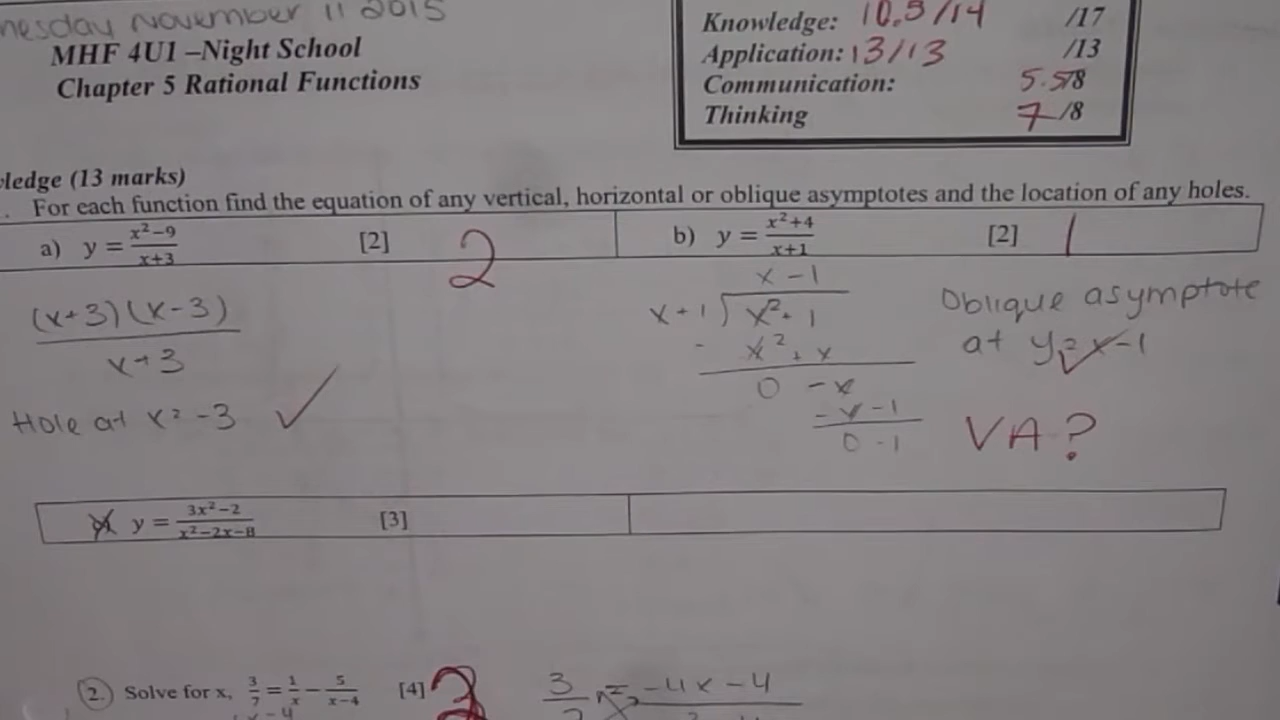 nesday November 11 2015
MHF 4U1 –Night School
Chapter 5 Rational Functions
Knowledge: 10.5/14 /17
Application: 13/13 /13
Communication: 5.5/8
Thinking 7/8
ledge (13 marks)
. For each function find the equation of any vertical, horizontal or oblique asymptotes and the location of any holes.
a) y = x²−9 / x+3 [2] 2
b) y = x²+4 / x+1 [2] 1
(x+3)(x-3)
x+3
Hole at x = -3 ✓
x - 1
x + 1 ) x² + 1
- x² + x
0 - x
- x - 1
0 - 1
Oblique asymptote
at y = x-1
VA?
y = 3x²−2 / x²−2x−8 [3]
2. Solve for x, 3/7 = 1/x − 5/x−4 [4] 3
3 -4x-4
x-4